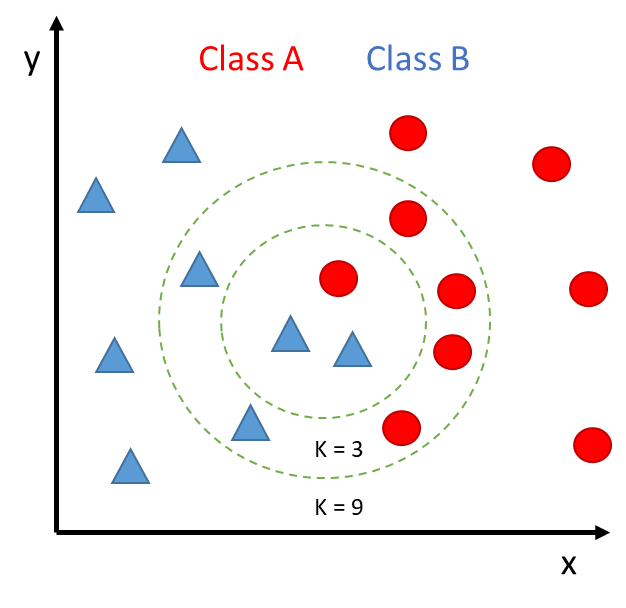 y
Class A Class B
K = 3
K = 9
x